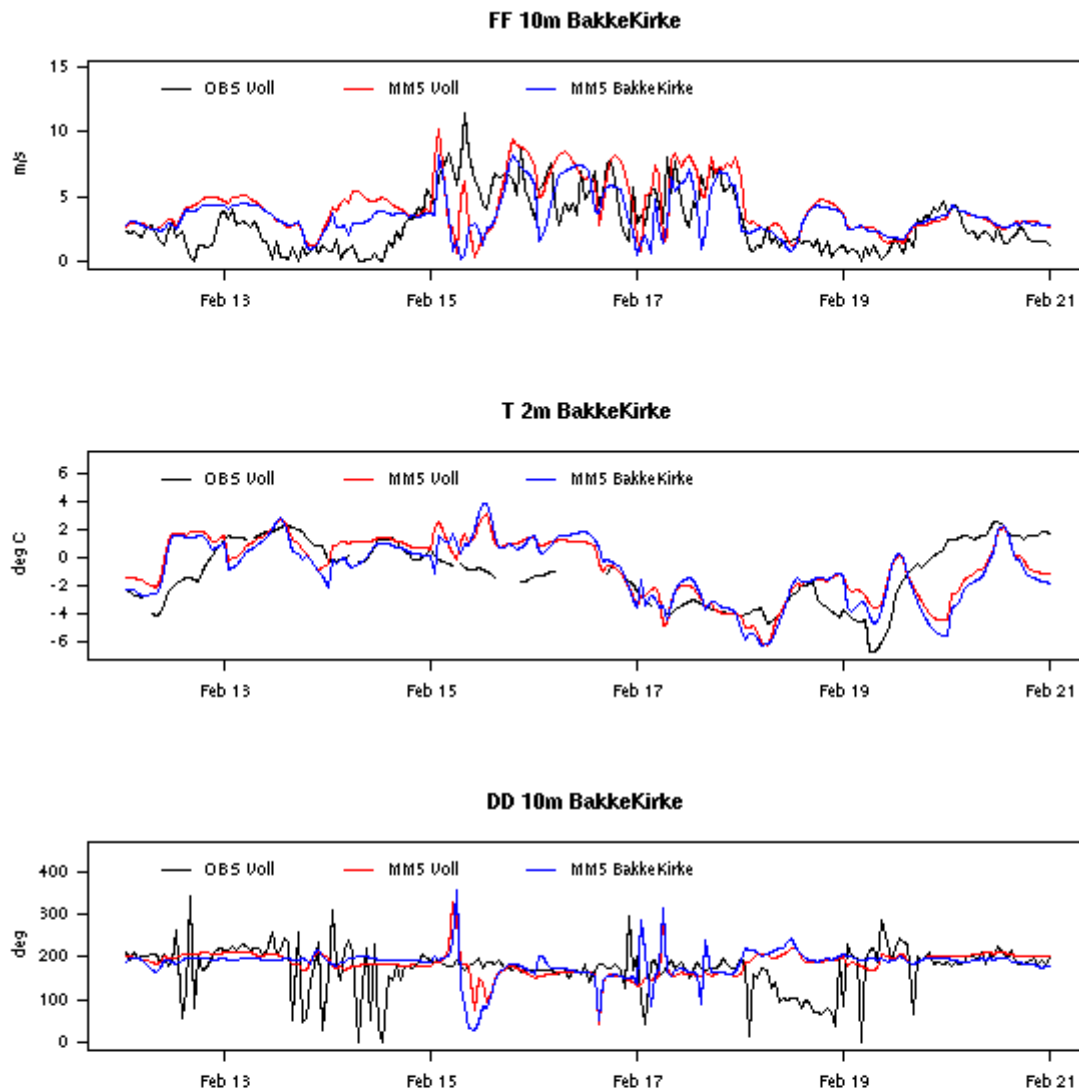 FF 10m BakkeKirke
OBS Voll MM5 Voll MM5 BakkeKirke
15
10
5
0
m/s
Feb 13 Feb 15 Feb 17 Feb 19 Feb 21
T 2m BakkeKirke
OBS Voll MM5 Voll MM5 BakkeKirke
6
4
2
0
-2
-4
-6
deg C
Feb 13 Feb 15 Feb 17 Feb 19 Feb 21
DD 10m BakkeKirke
OBS Voll MM5 Voll MM5 BakkeKirke
400
300
200
100
0
deg
Feb 13 Feb 15 Feb 17 Feb 19 Feb 21